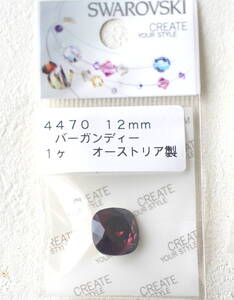 SWAROVSKI
CREATE
YOUR STYLE
4470 12mm
バーガンディー
1ヶ オーストリア製
CREATE
YOUR STYLE
CREATE
YOUR STYLE
CREATE